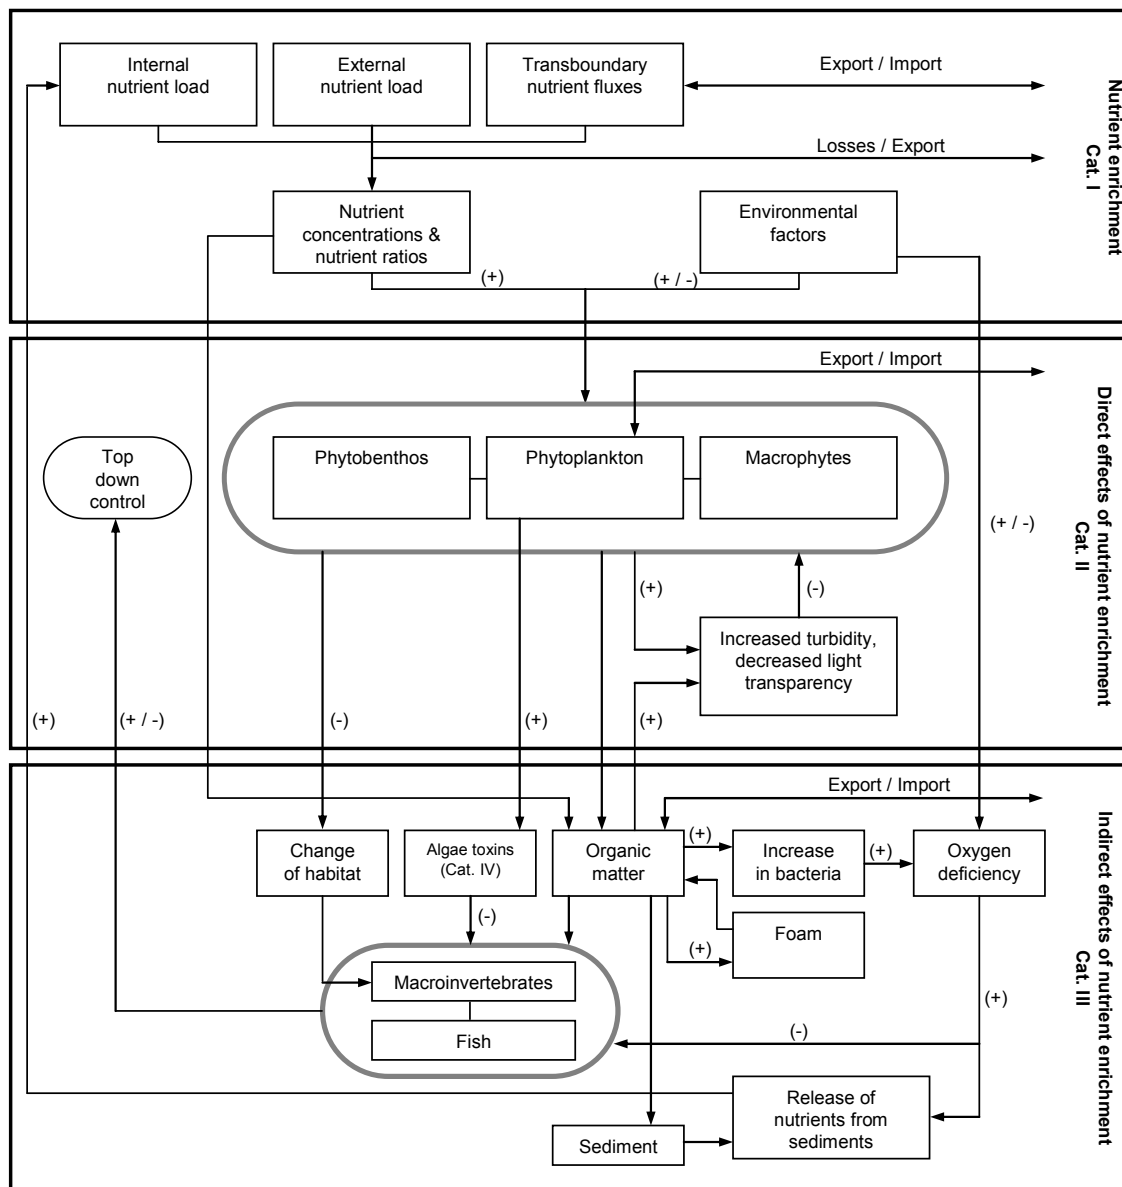 Internal
nutrient load
External
nutrient load
Transboundary
nutrient fluxes
Export / Import
Losses / Export
Nutrient
concentrations &
nutrient ratios
Environmental
factors
(+)
(+ / -)
Nutrient enrichment
Cat. I
Export / Import
Top
down
control
Phytobenthos
Phytoplankton
Macrophytes
(+ / -)
(+)
(-)
Increased turbidity,
decreased light
transparency
(+)
(+ / -)
(-)
(+)
(+)
Direct effects of nutrient enrichment
Cat. II
Export / Import
Change
of habitat
Algae toxins
(Cat. IV)
Organic
matter
(+)
Increase
in bacteria
(+)
Oxygen
deficiency
(-)
(+)
Foam
Macroinvertebrates
Fish
(+)
(-)
Release of
nutrients from
sediments
Sediment
Indirect effects of nutrient enrichment
Cat. III